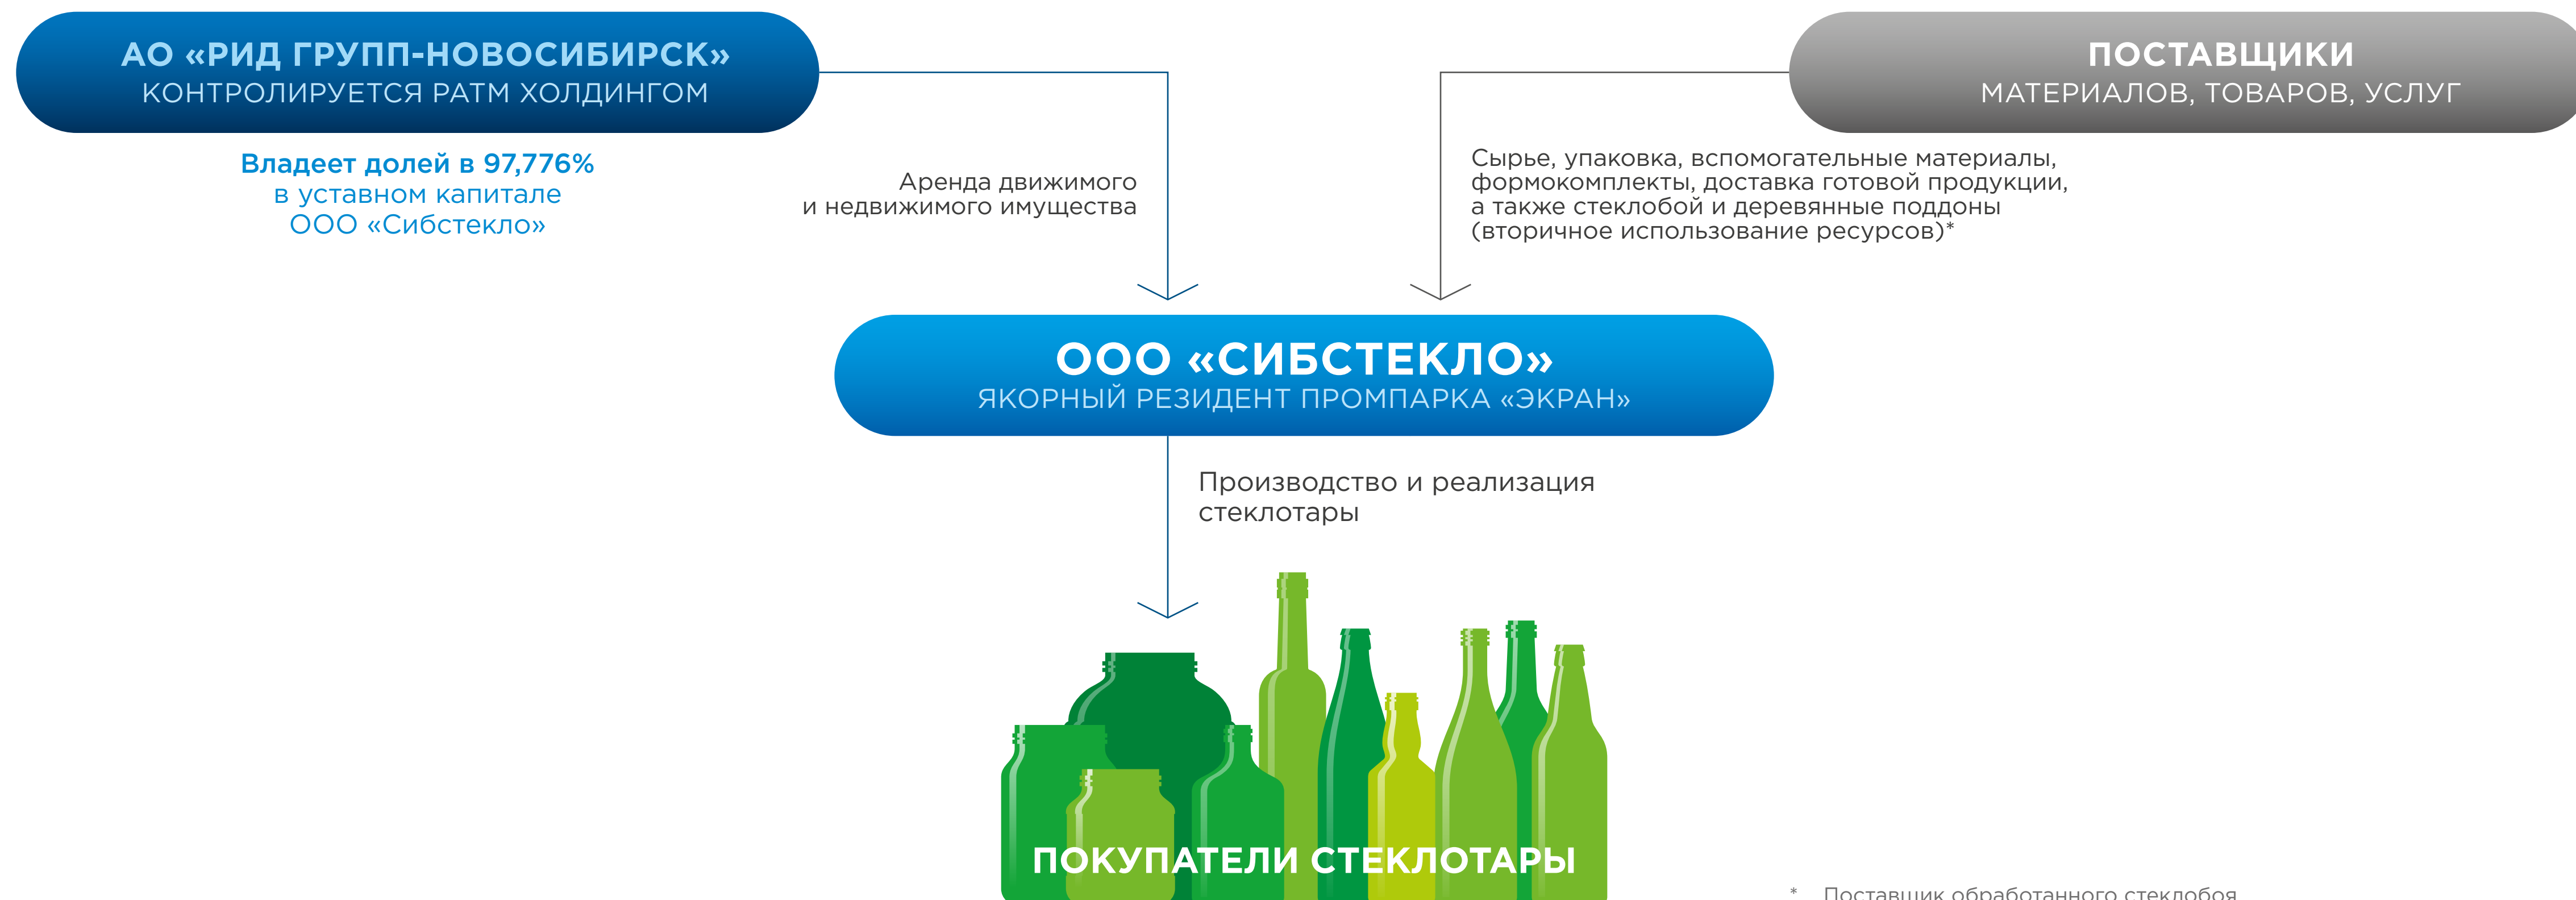 АО «РИД ГРУПП-НОВОСИБИРСК»
КОНТРОЛИРУЕТСЯ РАТМ ХОЛДИНГОМ
Владеет долей в 97,776%
в уставном капитале
ООО «Сибстекло»
Аренда движимого
и недвижимого имущества
ПОСТАВЩИКИ
МАТЕРИАЛОВ, ТОВАРОВ, УСЛУГ
Сырье, упаковка, вспомогательные материалы,
формокомплекты, доставка готовой продукции,
а также стеклобой и деревянные поддоны
(вторичное использование ресурсов)*
ООО «СИБСТЕКЛО»
ЯКОРНЫЙ РЕЗИДЕНТ ПРОМПАРКА «ЭКРАН»
Производство и реализация
стеклотары
ПОКУПАТЕЛИ СТЕКЛОТАРЫ
* Поставщик обработанного стеклобоя